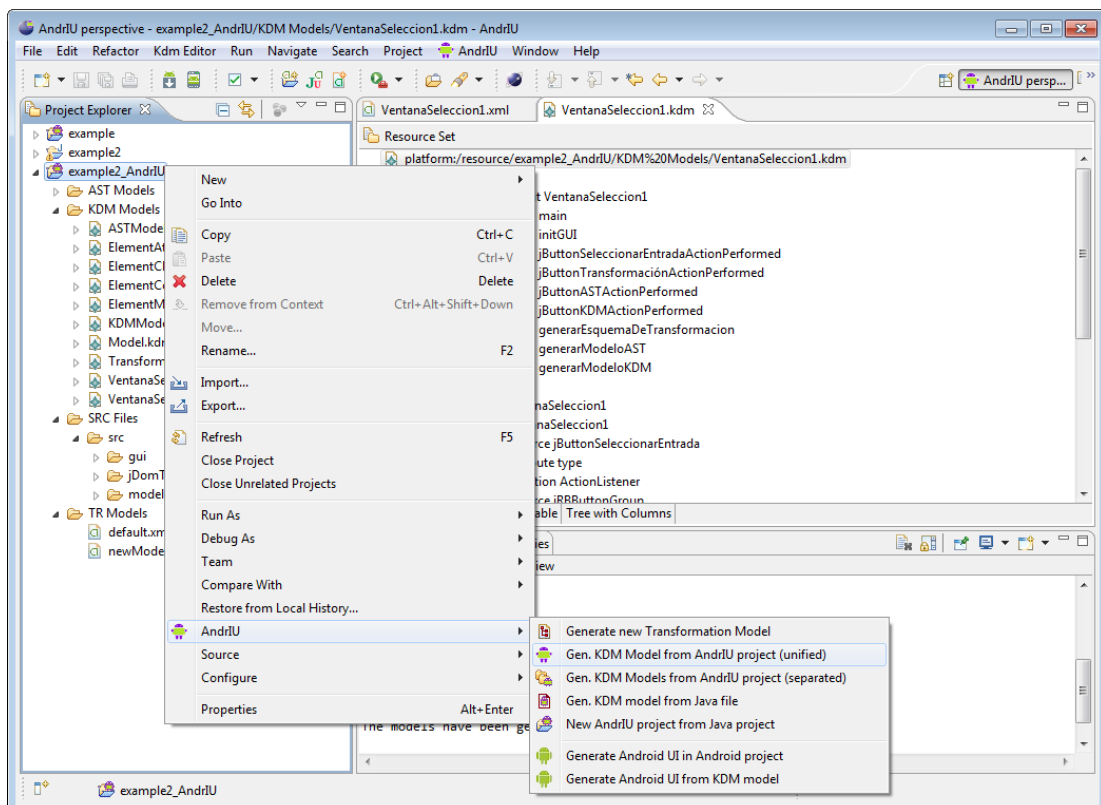 AndrIU perspective - example2_AndrIU/KDM Models/VentanaSeleccion1.kdm - AndrIU
File Edit Refactor Kdm Editor Run Navigate Search Project AndrIU Window Help
AndrIU persp...
Project Explorer
VentanaSeleccion1.xml
VentanaSeleccion1.kdm
example
example2
example2_AndrIU
AST Models
KDM Models
ASTMode
ElementA
ElementC
ElementC
ElementM
KDMMod
Model.kdr
Transform
VentanaSe
VentanaSe
SRC Files
src
gui
jDomT
model
TR Models
default.xm
newMode
Resource Set
platform:/resource/example2_AndrIU/KDM%20Models/VentanaSeleccion1.kdm
t VentanaSeleccion1
main
initGUI
jButtonSeleccionarEntradaActionPerformed
jButtonTransformaciónActionPerformed
jButtonASTActionPerformed
jButtonKDMActionPerformed
generarEsquemaDeTransformacion
generarModeloAST
generarModeloKDM
naSeleccion1
naSeleccion1
rce jButtonSeleccionarEntrada
ute type
tion ActionListener
rce jRBButtonGroup
able Tree with Columns
ies
iew
The models have been ge
New
Go Into
Copy Ctrl+C
Paste Ctrl+V
Delete Delete
Remove from Context Ctrl+Alt+Shift+Down
Move...
Rename... F2
Import...
Export...
Refresh F5
Close Project
Close Unrelated Projects
Run As
Debug As
Team
Compare With
Restore from Local History...
AndrIU
Source
Configure
Properties Alt+Enter
Generate new Transformation Model
Gen. KDM Model from AndrIU project (unified)
Gen. KDM Models from AndrIU project (separated)
Gen. KDM model from Java file
New AndrIU project from Java project
Generate Android UI in Android project
Generate Android UI from KDM model
example2_AndrIU